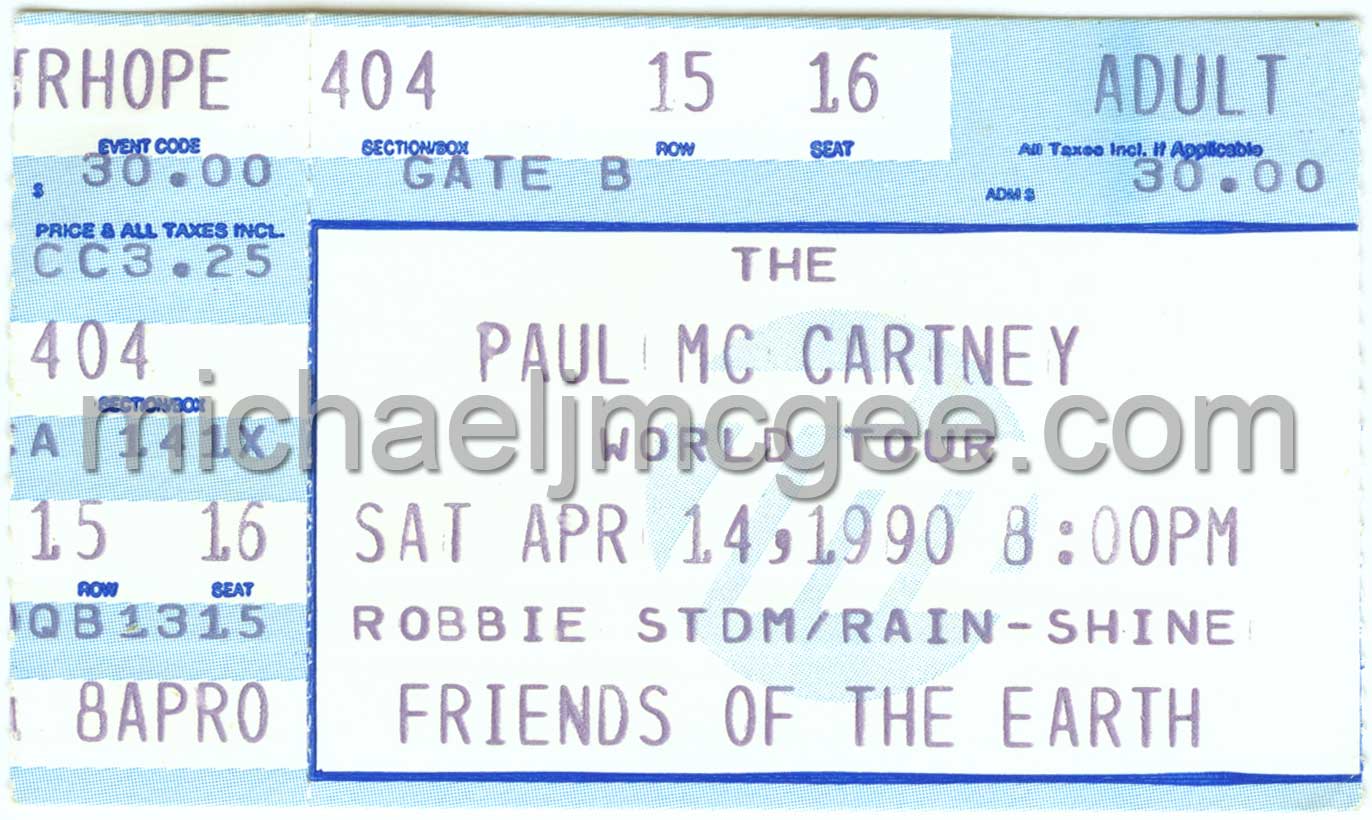 RHOPE 404 15 16 ADULT
EVENT CODE SECTION/BOX ROW SEAT All Taxes Incl. If Applicable
$ 30.00 GATE B ADM $ 30.00
PRICE & ALL TAXES INCL.
CC3.25
404
SECTION/BOX
A 141X
15 16
ROW SEAT
QB1315
8APR0
THE
PAUL MC CARTNEY
WORLD TOUR
SAT APR 14,1990 8:00PM
ROBBIE STDM/RAIN-SHINE
FRIENDS OF THE EARTH
michaeljmcgee.com